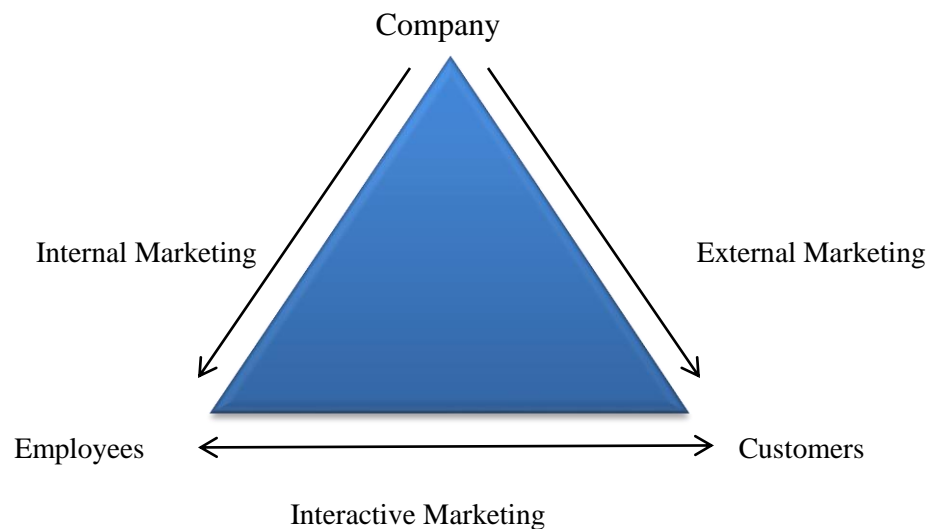 Company
Internal Marketing
External Marketing
Employees
Customers
Interactive Marketing